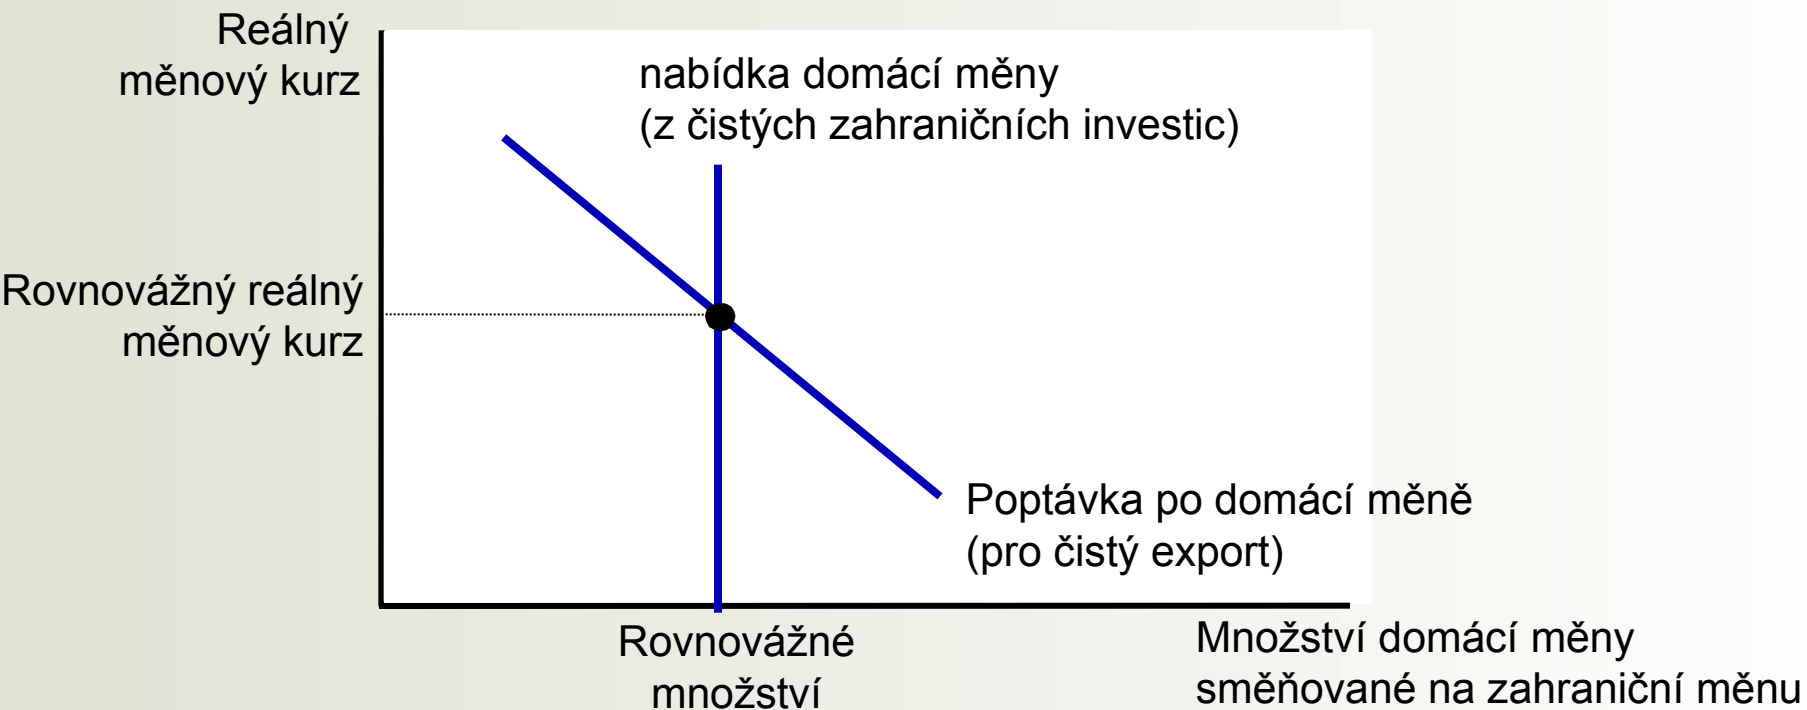 Reálný
měnový kurz
nabídka domácí měny
(z čistých zahraničních investic)
Rovnovážný reálný
měnový kurz
Poptávka po domácí měně
(pro čistý export)
Rovnovážné
množství
Množství domácí měny
směňované na zahraniční měnu